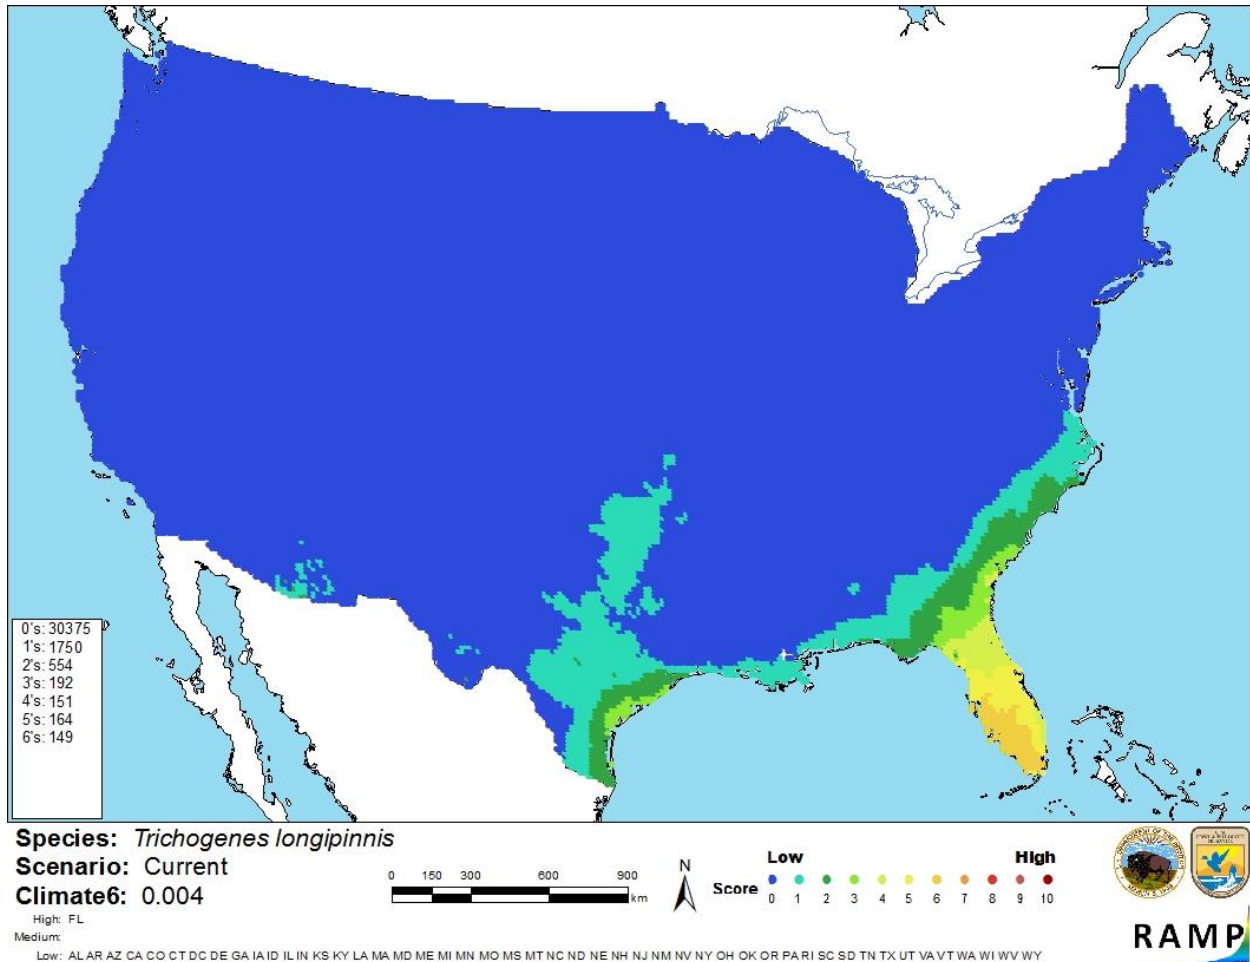 0's: 30375
1's: 1750
2's: 554
3's: 192
4's: 151
5's: 164
6's: 149
Species: Trichogenes longipinnis
Scenario: Current
Climate6: 0.004
High: FL
Medium:
Low: AL AR AZ CA CO CT DC DE GA IA ID IL IN KS KY LA MA MD ME MI MN MO MS MT NC ND NE NH NJ NM NV NY OH OK OR PA RI SC SD TN TX UT VA VT WA WI WV WY
0 150 300 600 900
km
N
Low High
Score
0 1 2 3 4 5 6 7 8 9 10
RAMP